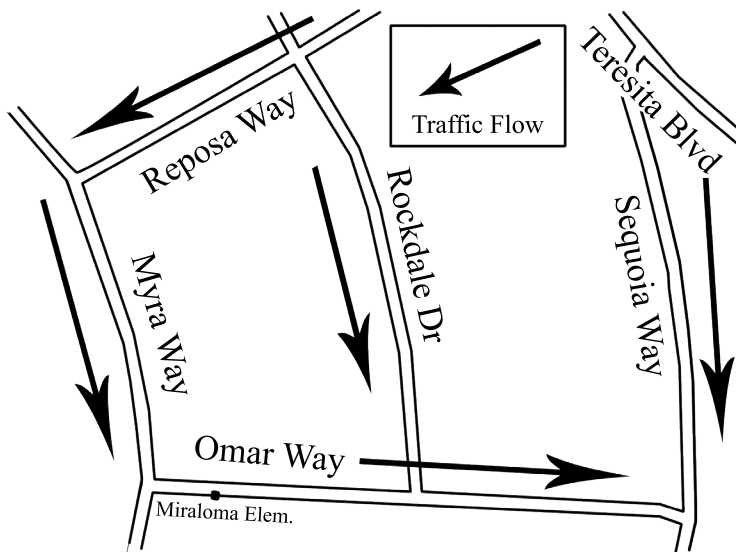 Traffic Flow
Teresita Blvd
Reposa Way
Rockdale Dr
Sequoia Way
Myra Way
Omar Way
Miraloma Elem.